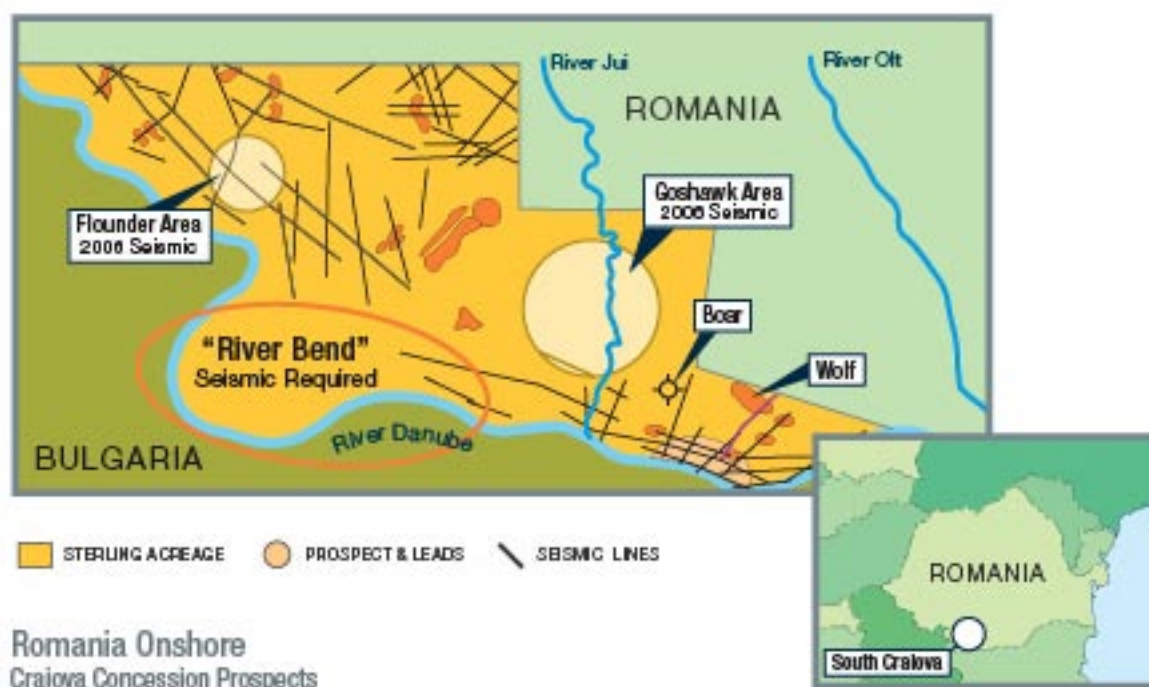 River Jui
River Olt
ROMANIA
Goshawk Area
2006 Seismic
Flounder Area
2006 Seismic
Boar
"River Bend"
Seismic Required
Wolf
River Danube
BULGARIA
STERLING ACREAGE
PROSPECT & LEADS
SEISMIC LINES
ROMANIA
South Craiova
Romania Onshore
Craiova Concession Prospects